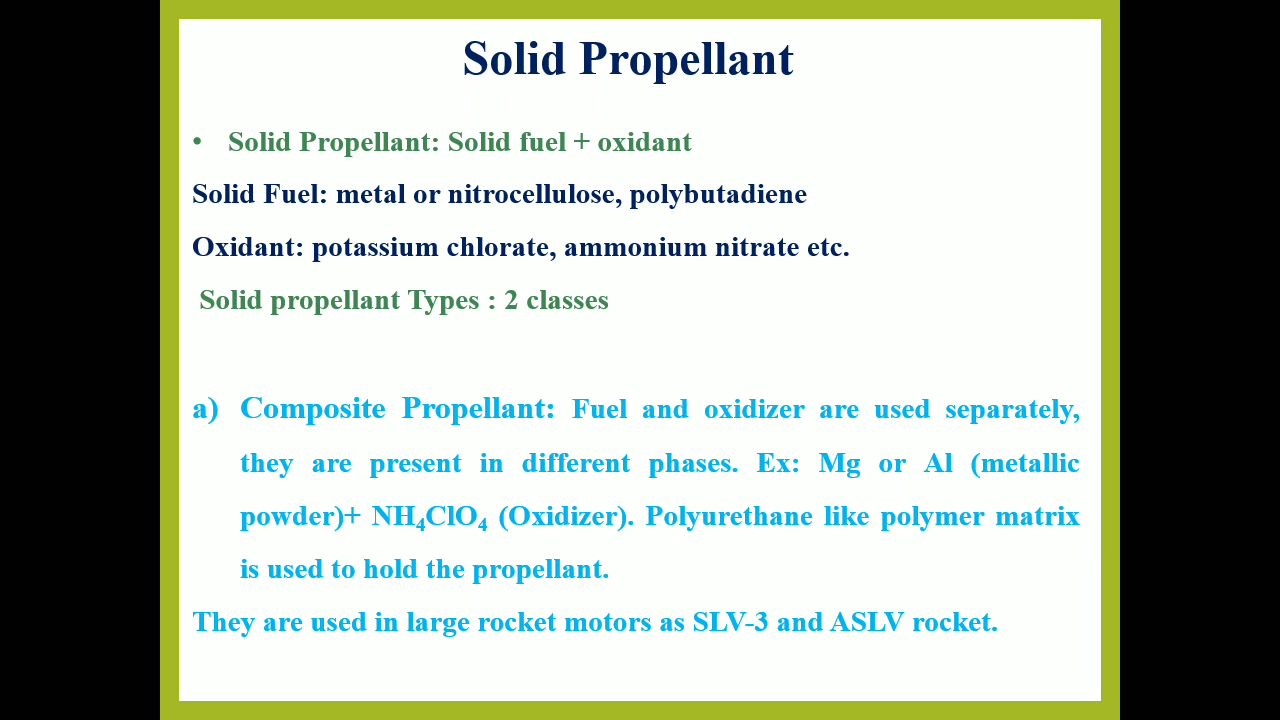 Solid Propellant
• Solid Propellant: Solid fuel + oxidant
Solid Fuel: metal or nitrocellulose, polybutadiene
Oxidant: potassium chlorate, ammonium nitrate etc.
Solid propellant Types : 2 classes
a) Composite Propellant: Fuel and oxidizer are used separately,
they are present in different phases. Ex: Mg or Al (metallic
powder)+ NH₄ClO₄ (Oxidizer). Polyurethane like polymer matrix
is used to hold the propellant.
They are used in large rocket motors as SLV-3 and ASLV rocket.